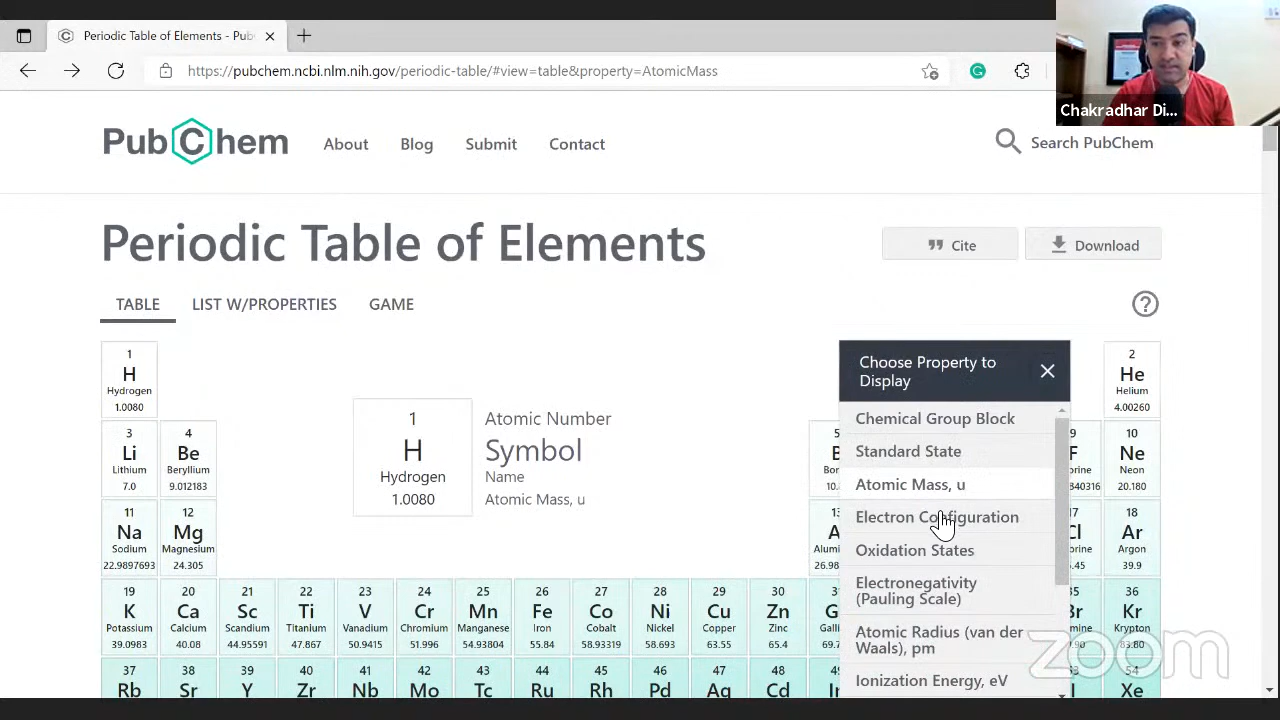 Periodic Table of Elements - Pub
https://pubchem.ncbi.nlm.nih.gov/periodic-table/#view=table&property=AtomicMass
Chakradhar Di...
PubChem
About
Blog
Submit
Contact
Search PubChem
Periodic Table of Elements
Cite
Download
TABLE
LIST W/PROPERTIES
GAME
?
Choose Property to
Display
Chemical Group Block
Standard State
Atomic Mass, u
Electron Configuration
Oxidation States
Electronegativity
(Pauling Scale)
Atomic Radius (van der
Waals), pm
Ionization Energy, eV
1
H
Hydrogen
1.0080
1
H
Hydrogen
1.0080
Atomic Number
Symbol
Name
Atomic Mass, u
2
He
Helium
4.00260
3
Li
Lithium
7.0
4
Be
Beryllium
9.012183
10
Ne
Neon
20.180
11
Na
Sodium
22.9897693
12
Mg
Magnesium
24.305
18
Ar
Argon
39.9
19
K
Potassium
39.0983
20
Ca
Calcium
40.08
21
Sc
Scandium
44.95591
22
Ti
Titanium
47.867
23
V
Vanadium
50.9415
24
Cr
Chromium
51.996
25
Mn
Manganese
54.93804
26
Fe
Iron
55.84
27
Co
Cobalt
58.93319
28
Ni
Nickel
58.693
29
Cu
Copper
63.55
30
Zn
Zinc
65.4
36
Kr
Krypton
83.80
37
Rb
38
Sr
39
Y
40
Zr
41
Nb
42
Mo
43
Tc
44
Ru
45
Rh
46
Pd
47
Ag
48
Cd
54
Xe
zoom